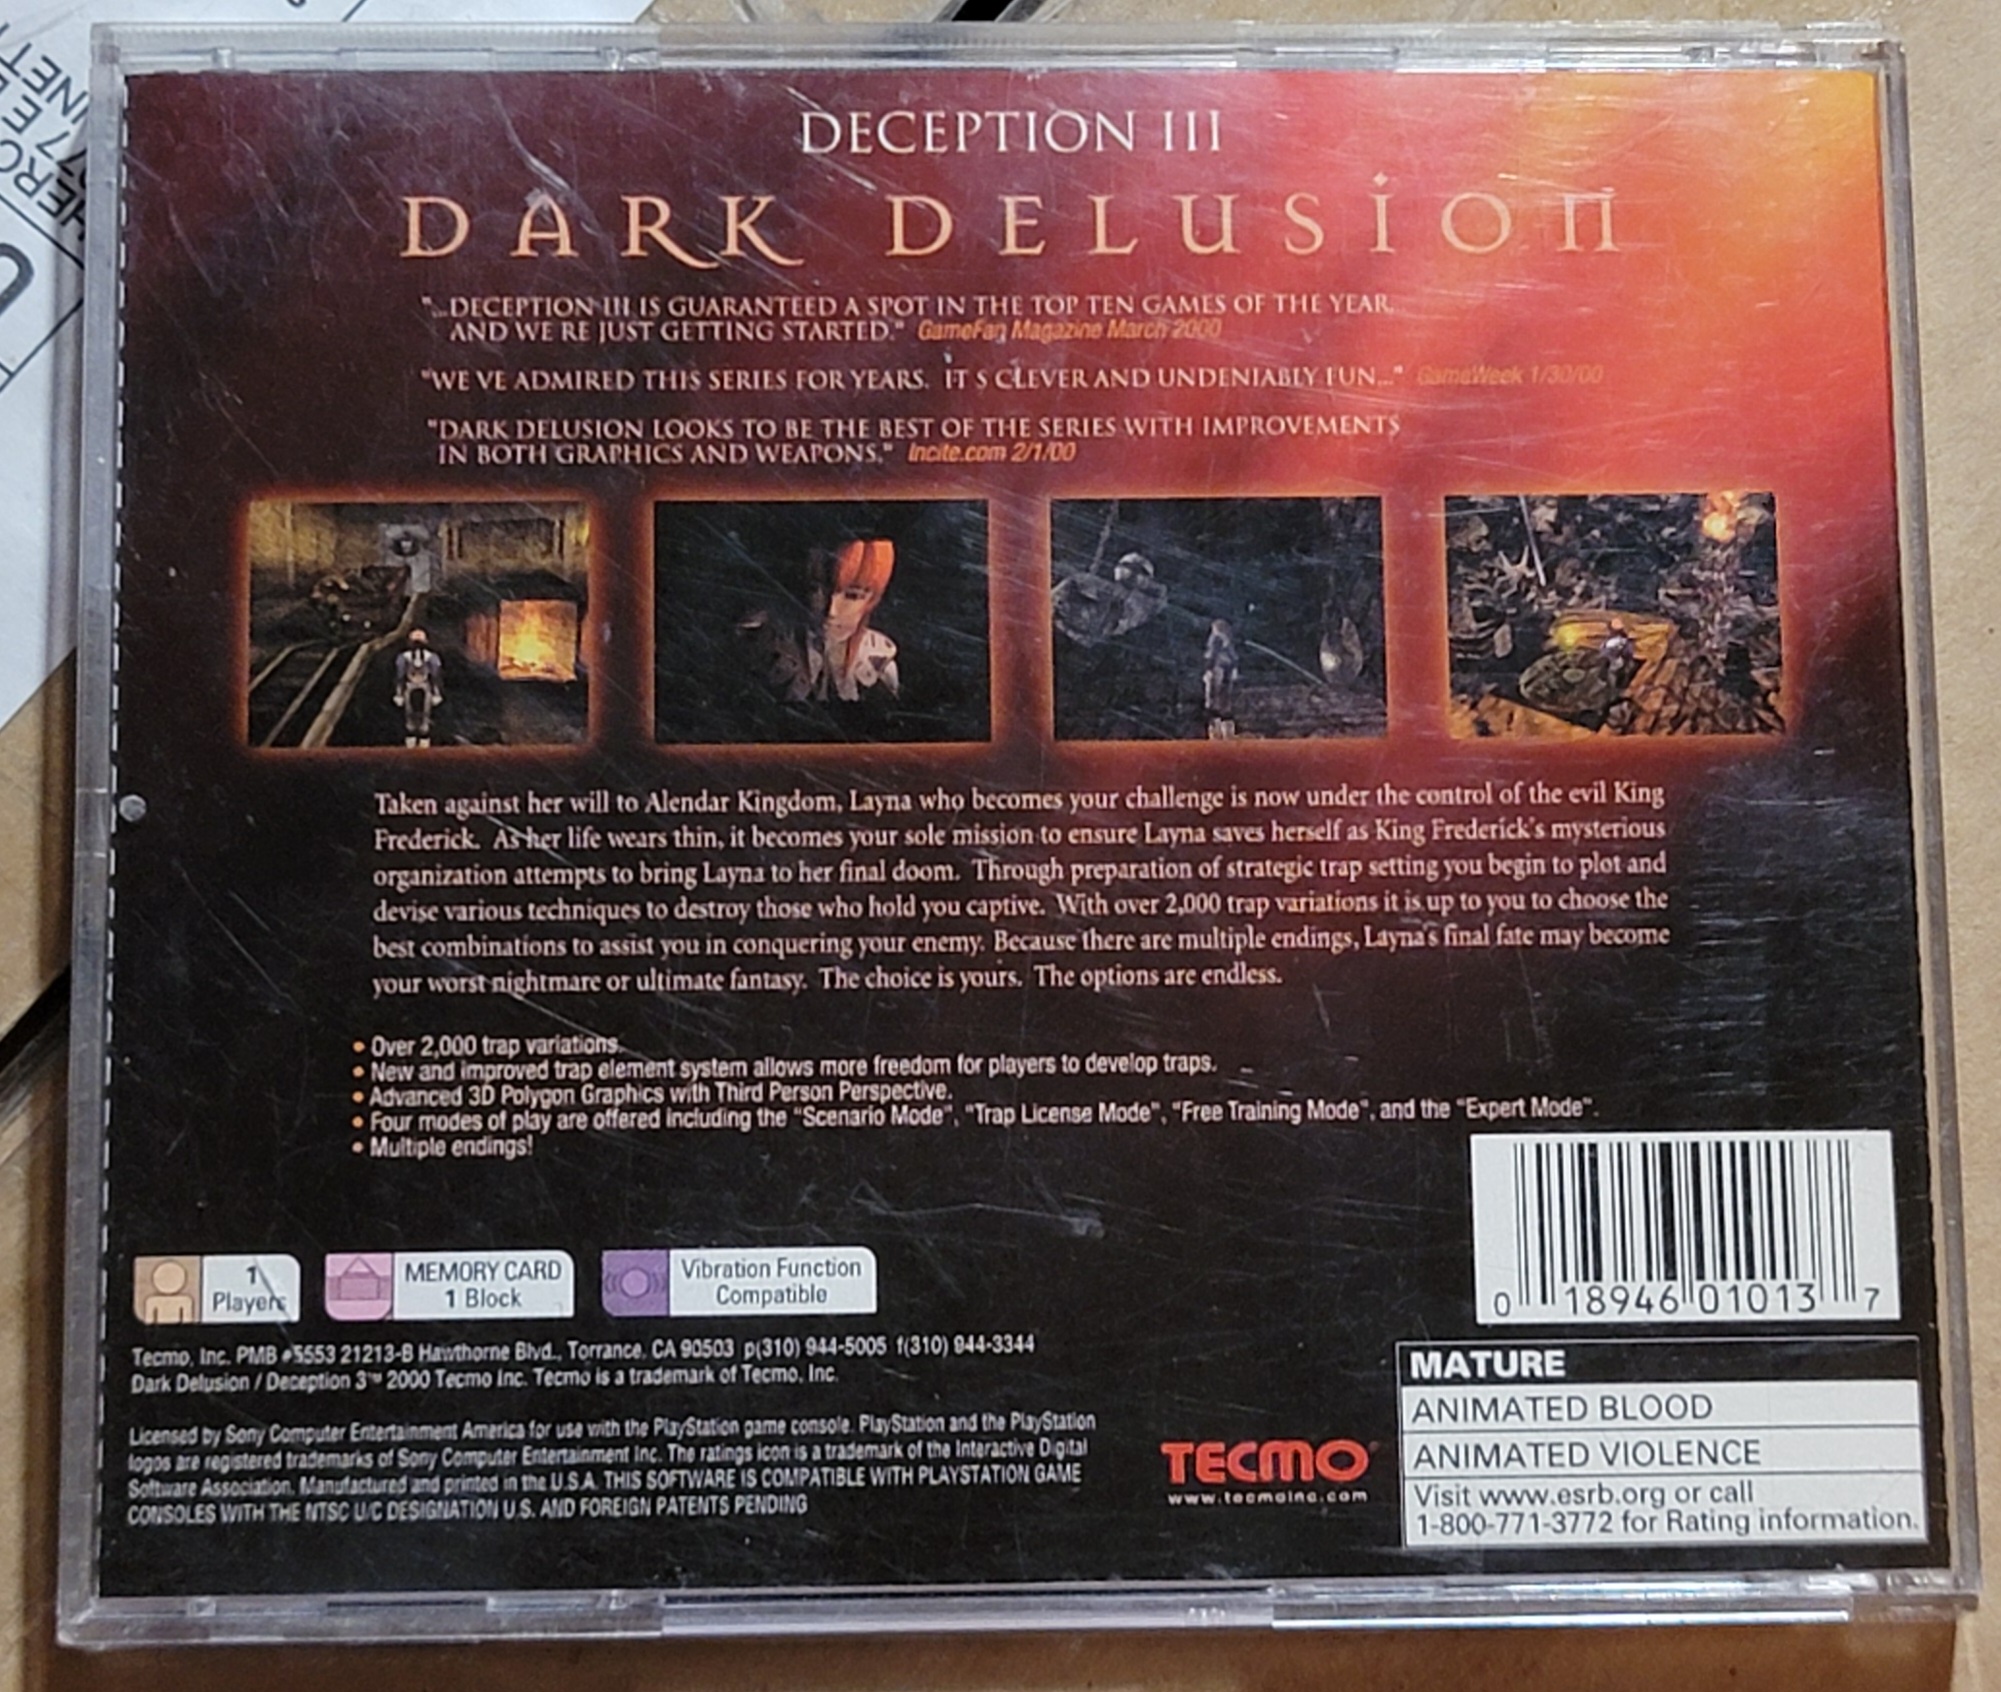 DECEPTION III
DARK DELUSION
"...DECEPTION III IS GUARANTEED A SPOT IN THE TOP TEN GAMES OF THE YEAR
AND WE RE JUST GETTING STARTED." GameFan Magazine March 2000
"WE VE ADMIRED THIS SERIES FOR YEARS. IT S CLEVER AND UNDENIABLY FUN..." GameWeek 1/30/00
"DARK DELUSION LOOKS TO BE THE BEST OF THE SERIES WITH IMPROVEMENTS
IN BOTH GRAPHICS AND WEAPONS." Incite.com 2/1/00
Taken against her will to Alendar Kingdom, Layna who becomes your challenge is now under the control of the evil King
Frederick. As her life wears thin, it becomes your sole mission to ensure Layna saves herself as King Frederick's mysterious
organization attempts to bring Layna to her final doom. Through preparation of strategic trap setting you begin to plot and
devise various techniques to destroy those who hold you captive. With over 2,000 trap variations it is up to you to choose the
best combinations to assist you in conquering your enemy. Because there are multiple endings, Layna's final fate may become
your worst nightmare or ultimate fantasy. The choice is yours. The options are endless.
• Over 2,000 trap variations.
• New and improved trap element system allows more freedom for players to develop traps.
• Advanced 3D Polygon Graphics with Third Person Perspective.
• Four modes of play are offered including the "Scenario Mode", "Trap License Mode", "Free Training Mode", and the "Expert Mode".
• Multiple endings!
0 18946 01013 7
1
Players
MEMORY CARD
1 Block
Vibration Function
Compatible
Tecmo, Inc. PMB #5553 21213-B Hawthorne Blvd., Torrance, CA 90503 p(310) 944-5005 f(310) 944-3344
Dark Delusion / Deception 3™ 2000 Tecmo Inc. Tecmo is a trademark of Tecmo, Inc.
Licensed by Sony Computer Entertainment America for use with the PlayStation game console. PlayStation and the PlayStation
logos are registered trademarks of Sony Computer Entertainment Inc. The ratings icon is a trademark of the Interactive Digital
Software Association. Manufactured and printed in the U.S.A. THIS SOFTWARE IS COMPATIBLE WITH PLAYSTATION GAME
CONSOLES WITH THE NTSC U/C DESIGNATION U.S. AND FOREIGN PATENTS PENDING
TECMO
www.tecmoinc.com
MATURE
ANIMATED BLOOD
ANIMATED VIOLENCE
Visit www.esrb.org or call
1-800-771-3772 for Rating information.